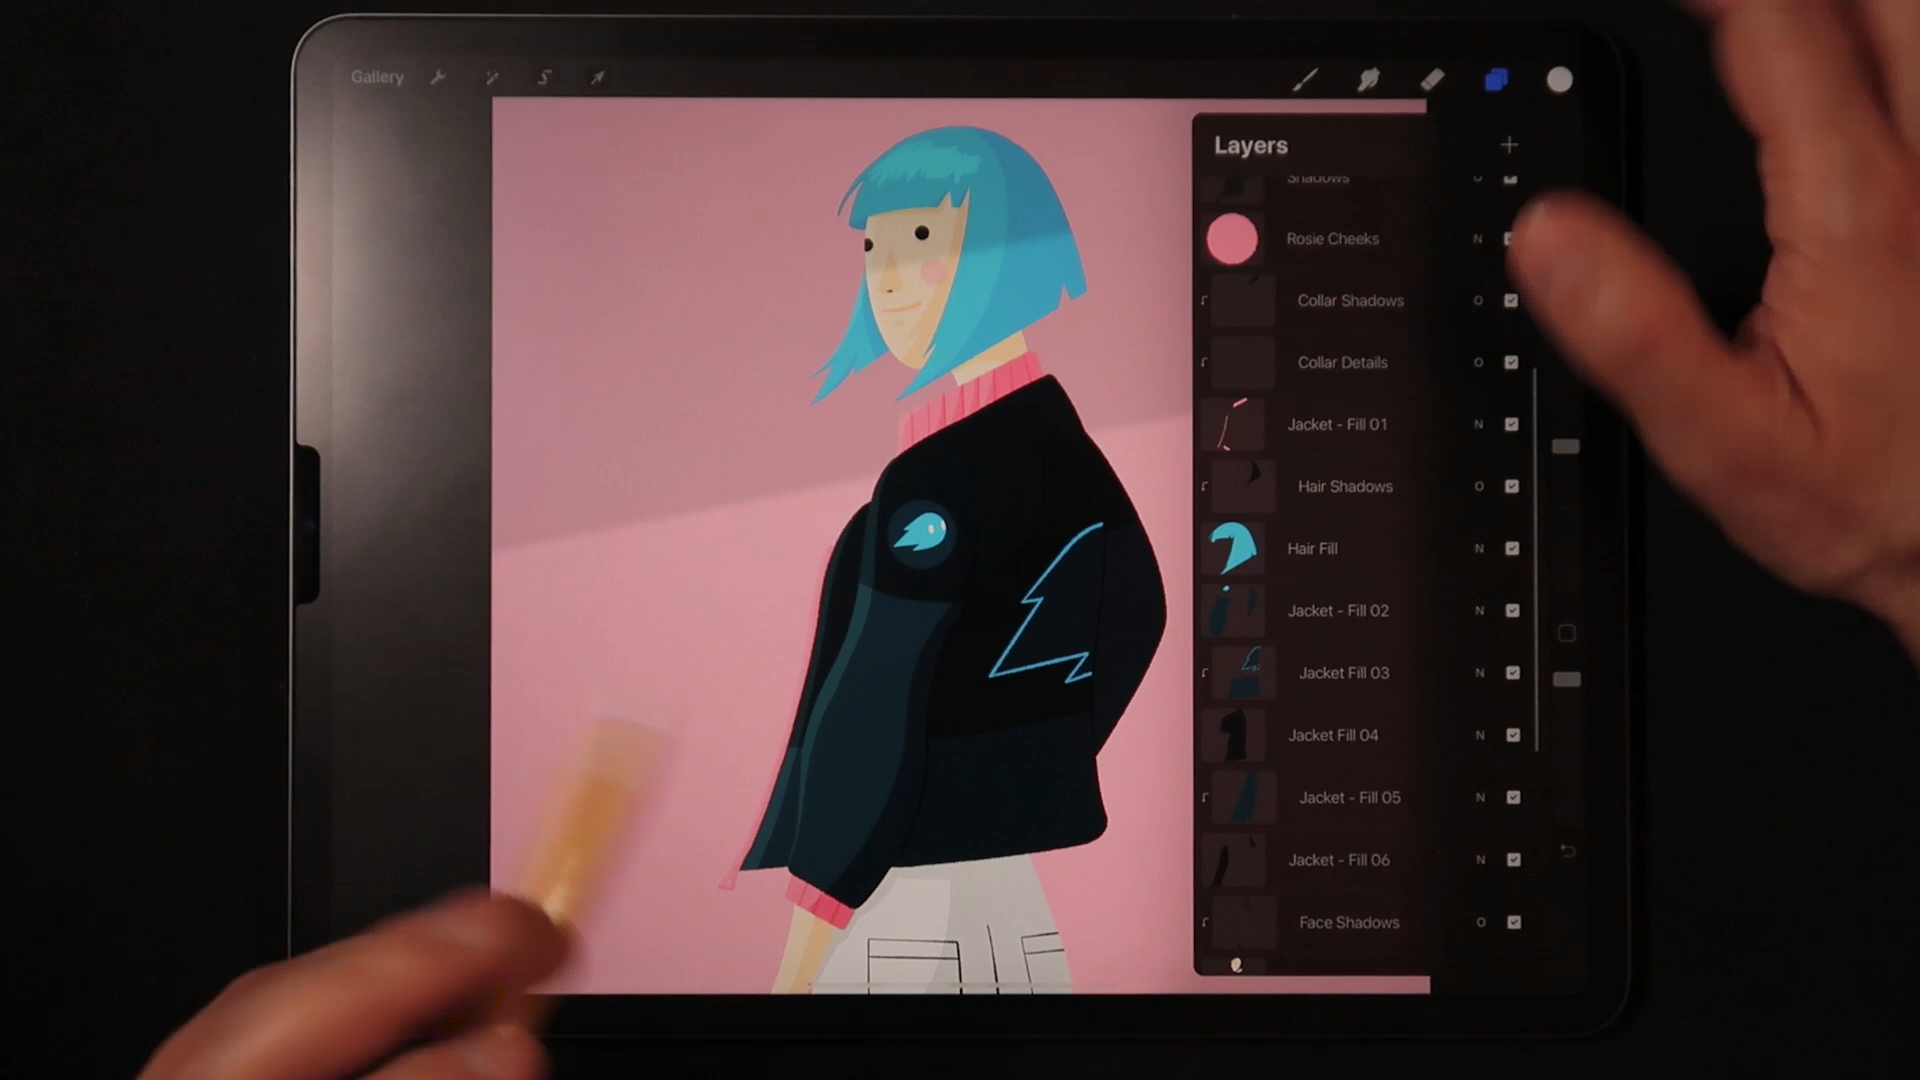 Gallery
Layers
Shadows
Rosie Cheeks N
Collar Shadows O
Collar Details O
Jacket - Fill 01 N
Hair Shadows O
Hair Fill N
Jacket - Fill 02 N
Jacket Fill 03 N
Jacket Fill 04 N
Jacket - Fill 05 N
Jacket - Fill 06 N
Face Shadows O